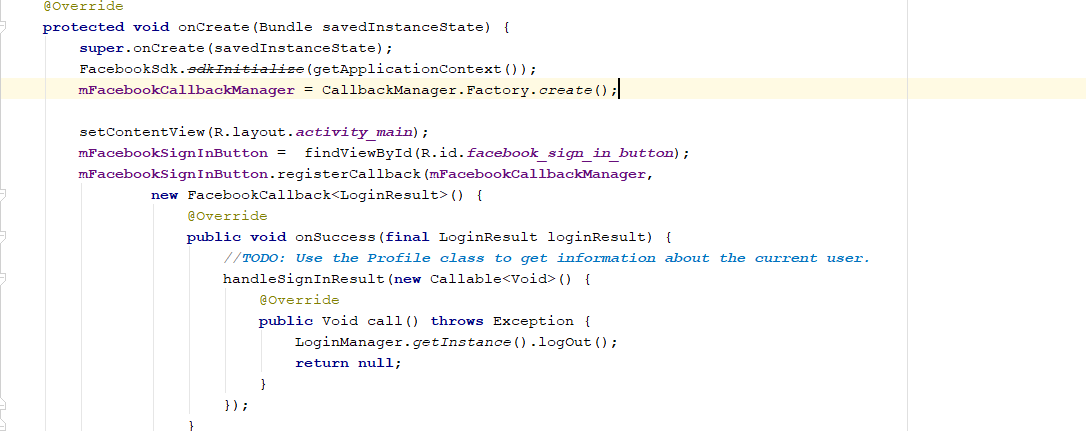 @Override
protected void onCreate(Bundle savedInstanceState) {
super.onCreate(savedInstanceState);
FacebookSdk.sdkInitialize(getApplicationContext());
mFacebookCallbackManager = CallbackManager.Factory.create();
setContentView(R.layout.activity_main);
mFacebookSignInButton =  findViewById(R.id.facebook_sign_in_button);
mFacebookSignInButton.registerCallback(mFacebookCallbackManager,
new FacebookCallback<LoginResult>() {
@Override
public void onSuccess(final LoginResult loginResult) {
//TODO: Use the Profile class to get information about the current user.
handleSignInResult(new Callable<Void>() {
@Override
public Void call() throws Exception {
LoginManager.getInstance().logOut();
return null;
}
});
}